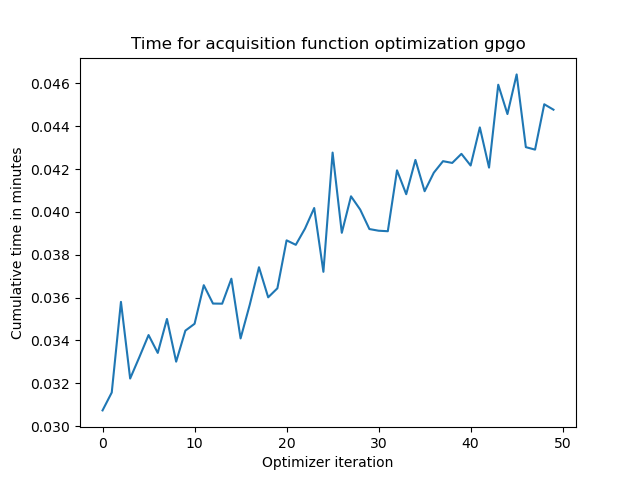 Time for acquisition function optimization gpgo
Cumulative time in minutes
0.046
0.044
0.042
0.040
0.038
0.036
0.034
0.032
0.030
0 10 20 30 40 50
Optimizer iteration